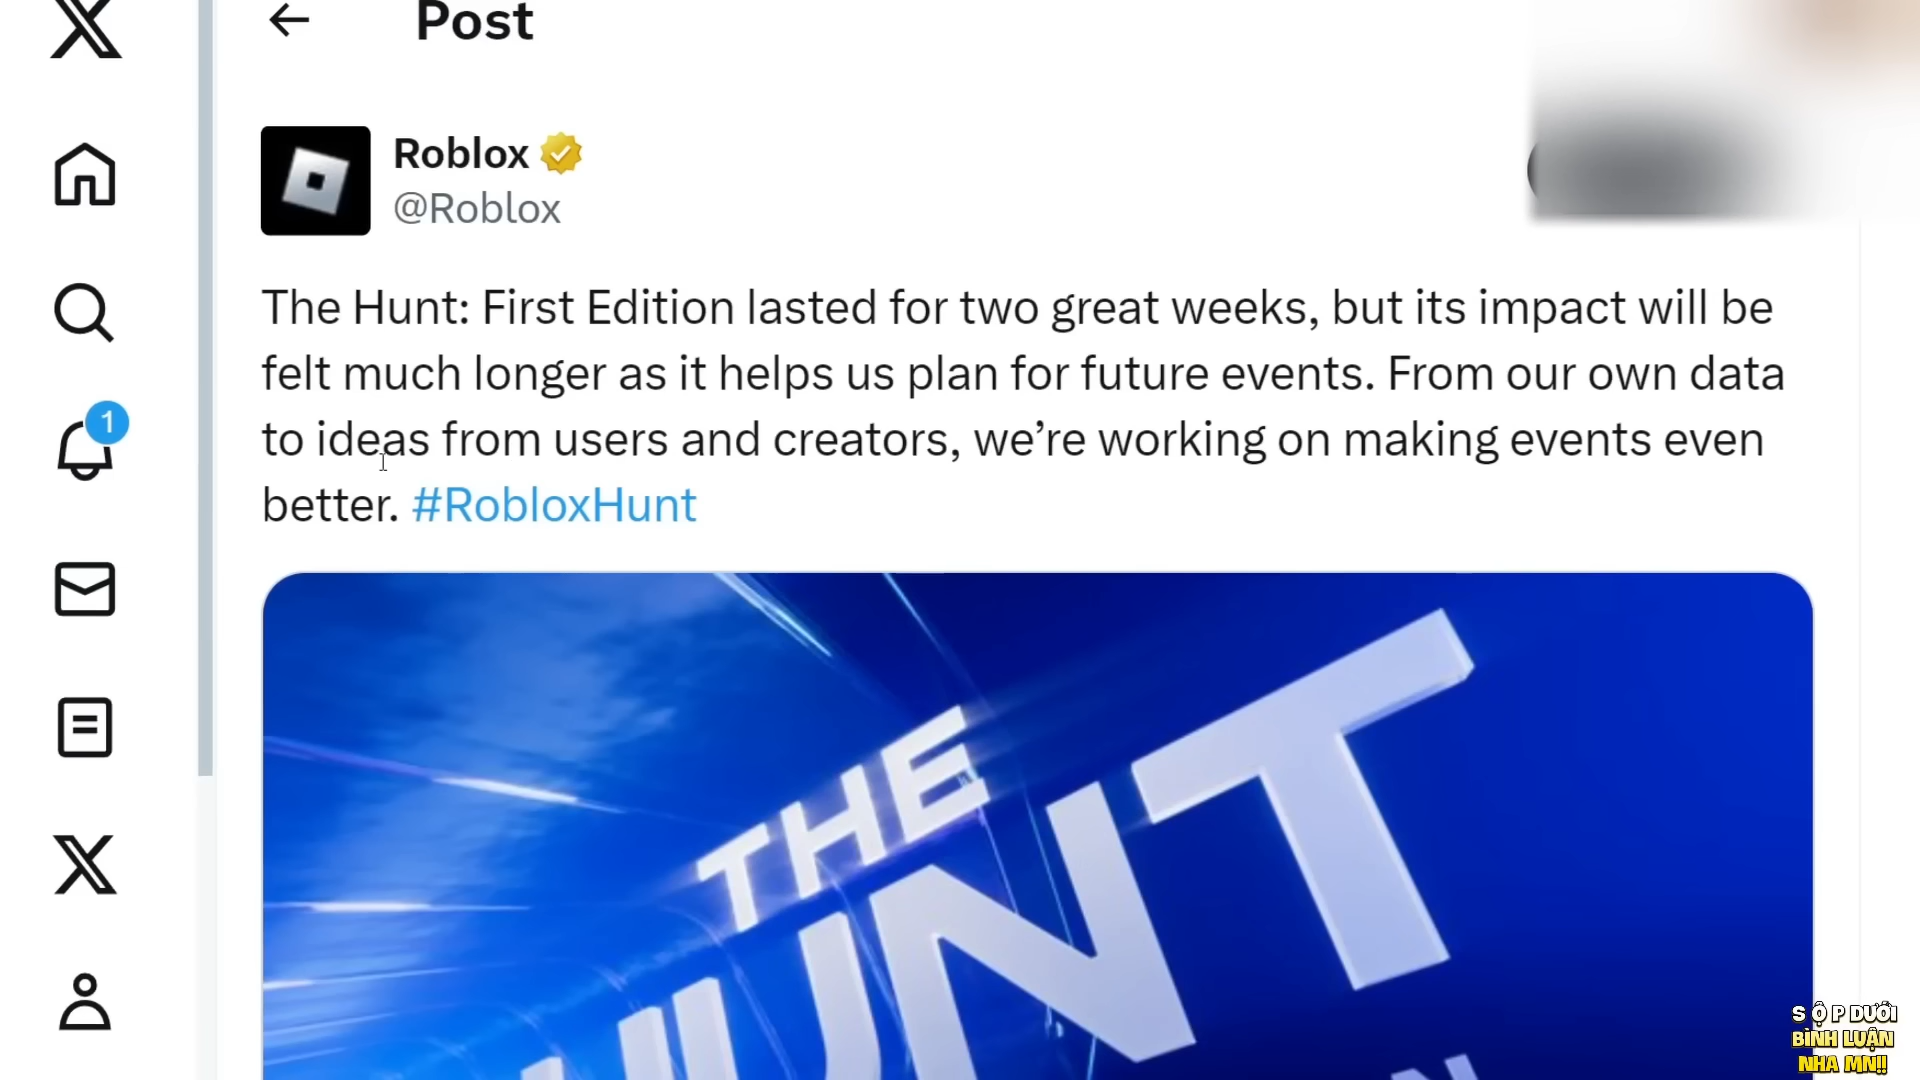 Post
Roblox
@Roblox
The Hunt: First Edition lasted for two great weeks, but its impact will be
felt much longer as it helps us plan for future events. From our own data
to ideas from users and creators, we’re working on making events even
better. #RobloxHunt
1
THE
HUNT
S Ộ P DƯỚI
BÌNH LUẬN
NHA MN!!